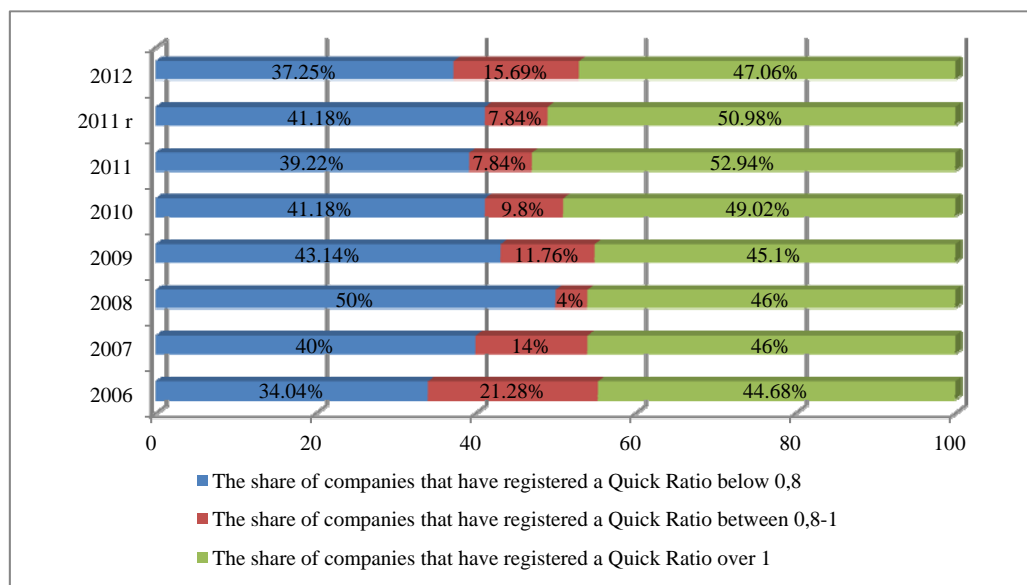 2012 37.25% 15.69% 47.06%
2011 r 41.18% 7.84% 50.98%
2011 39.22% 7.84% 52.94%
2010 41.18% 9.8% 49.02%
2009 43.14% 11.76% 45.1%
2008 50% 4% 46%
2007 40% 14% 46%
2006 34.04% 21.28% 44.68%
0 20 40 60 80 100
The share of companies that have registered a Quick Ratio below 0,8
The share of companies that have registered a Quick Ratio between 0,8-1
The share of companies that have registered a Quick Ratio over 1